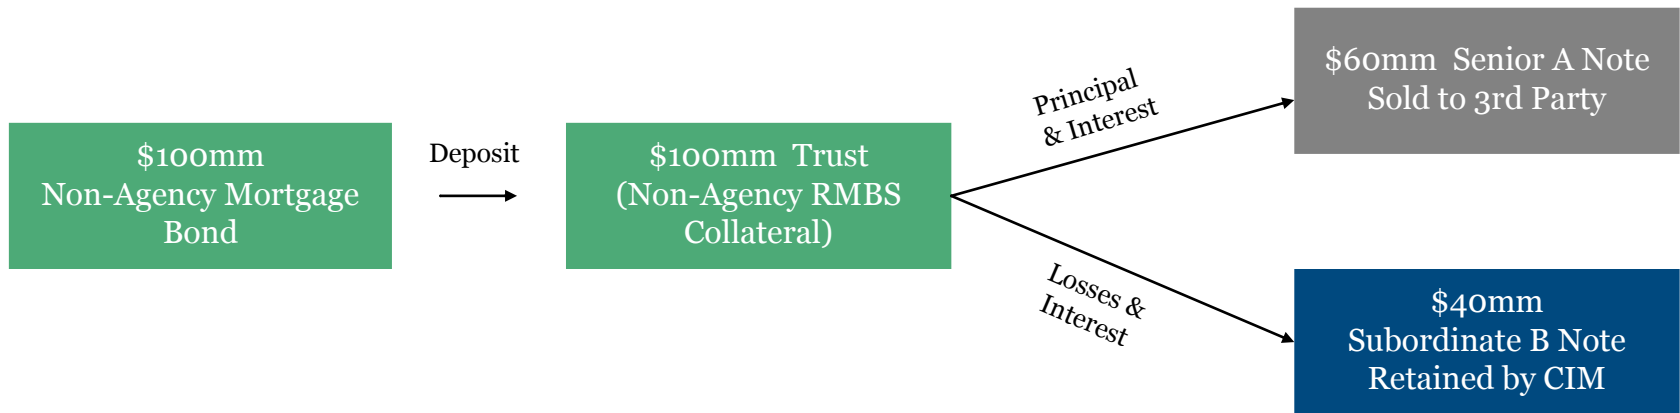 $100mm
Non-Agency Mortgage
Bond
Deposit
$100mm Trust
(Non-Agency RMBS
Collateral)
Principal
& Interest
$60mm Senior A Note
Sold to 3rd Party
Losses &
Interest
$40mm
Subordinate B Note
Retained by CIM